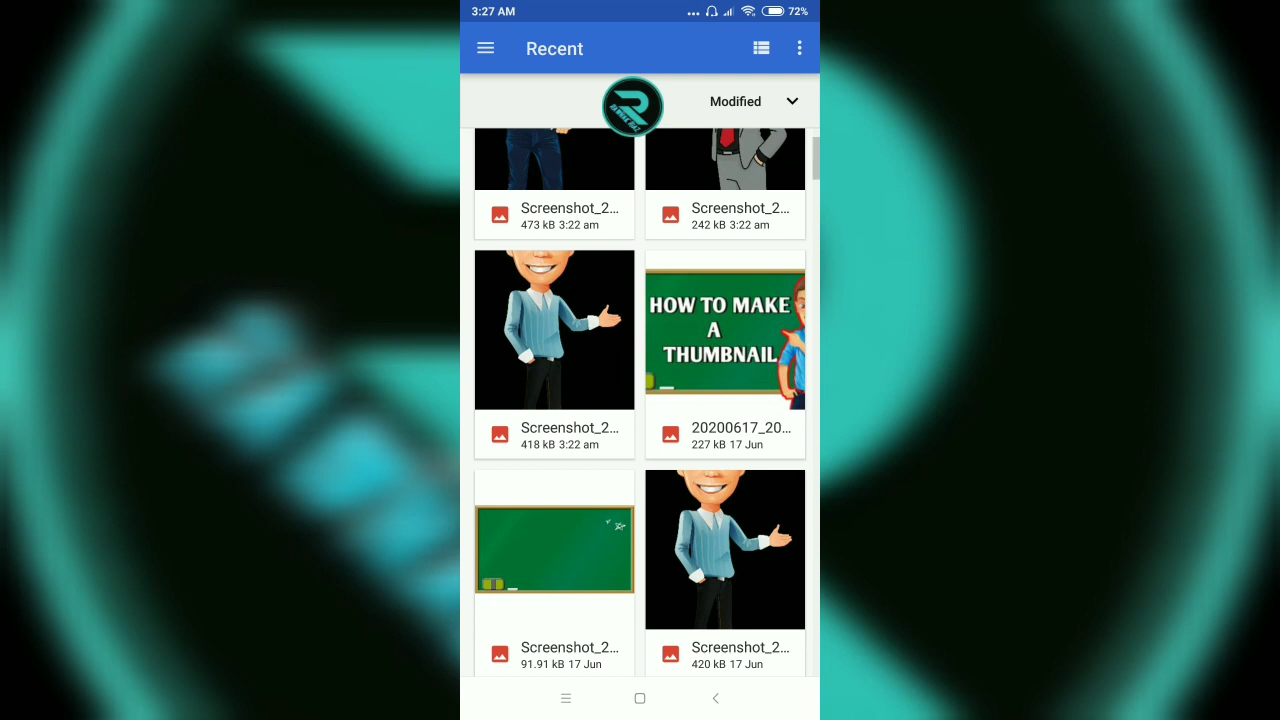 3:27 AM
72%
Recent
Modified
Screenshot_2...
473 kB 3:22 am
Screenshot_2...
242 kB 3:22 am
HOW TO MAKE
A
THUMBNAIL
Screenshot_2...
418 kB 3:22 am
20200617_20...
227 kB 17 Jun
Screenshot_2...
91.91 kB 17 Jun
Screenshot_2...
420 kB 17 Jun